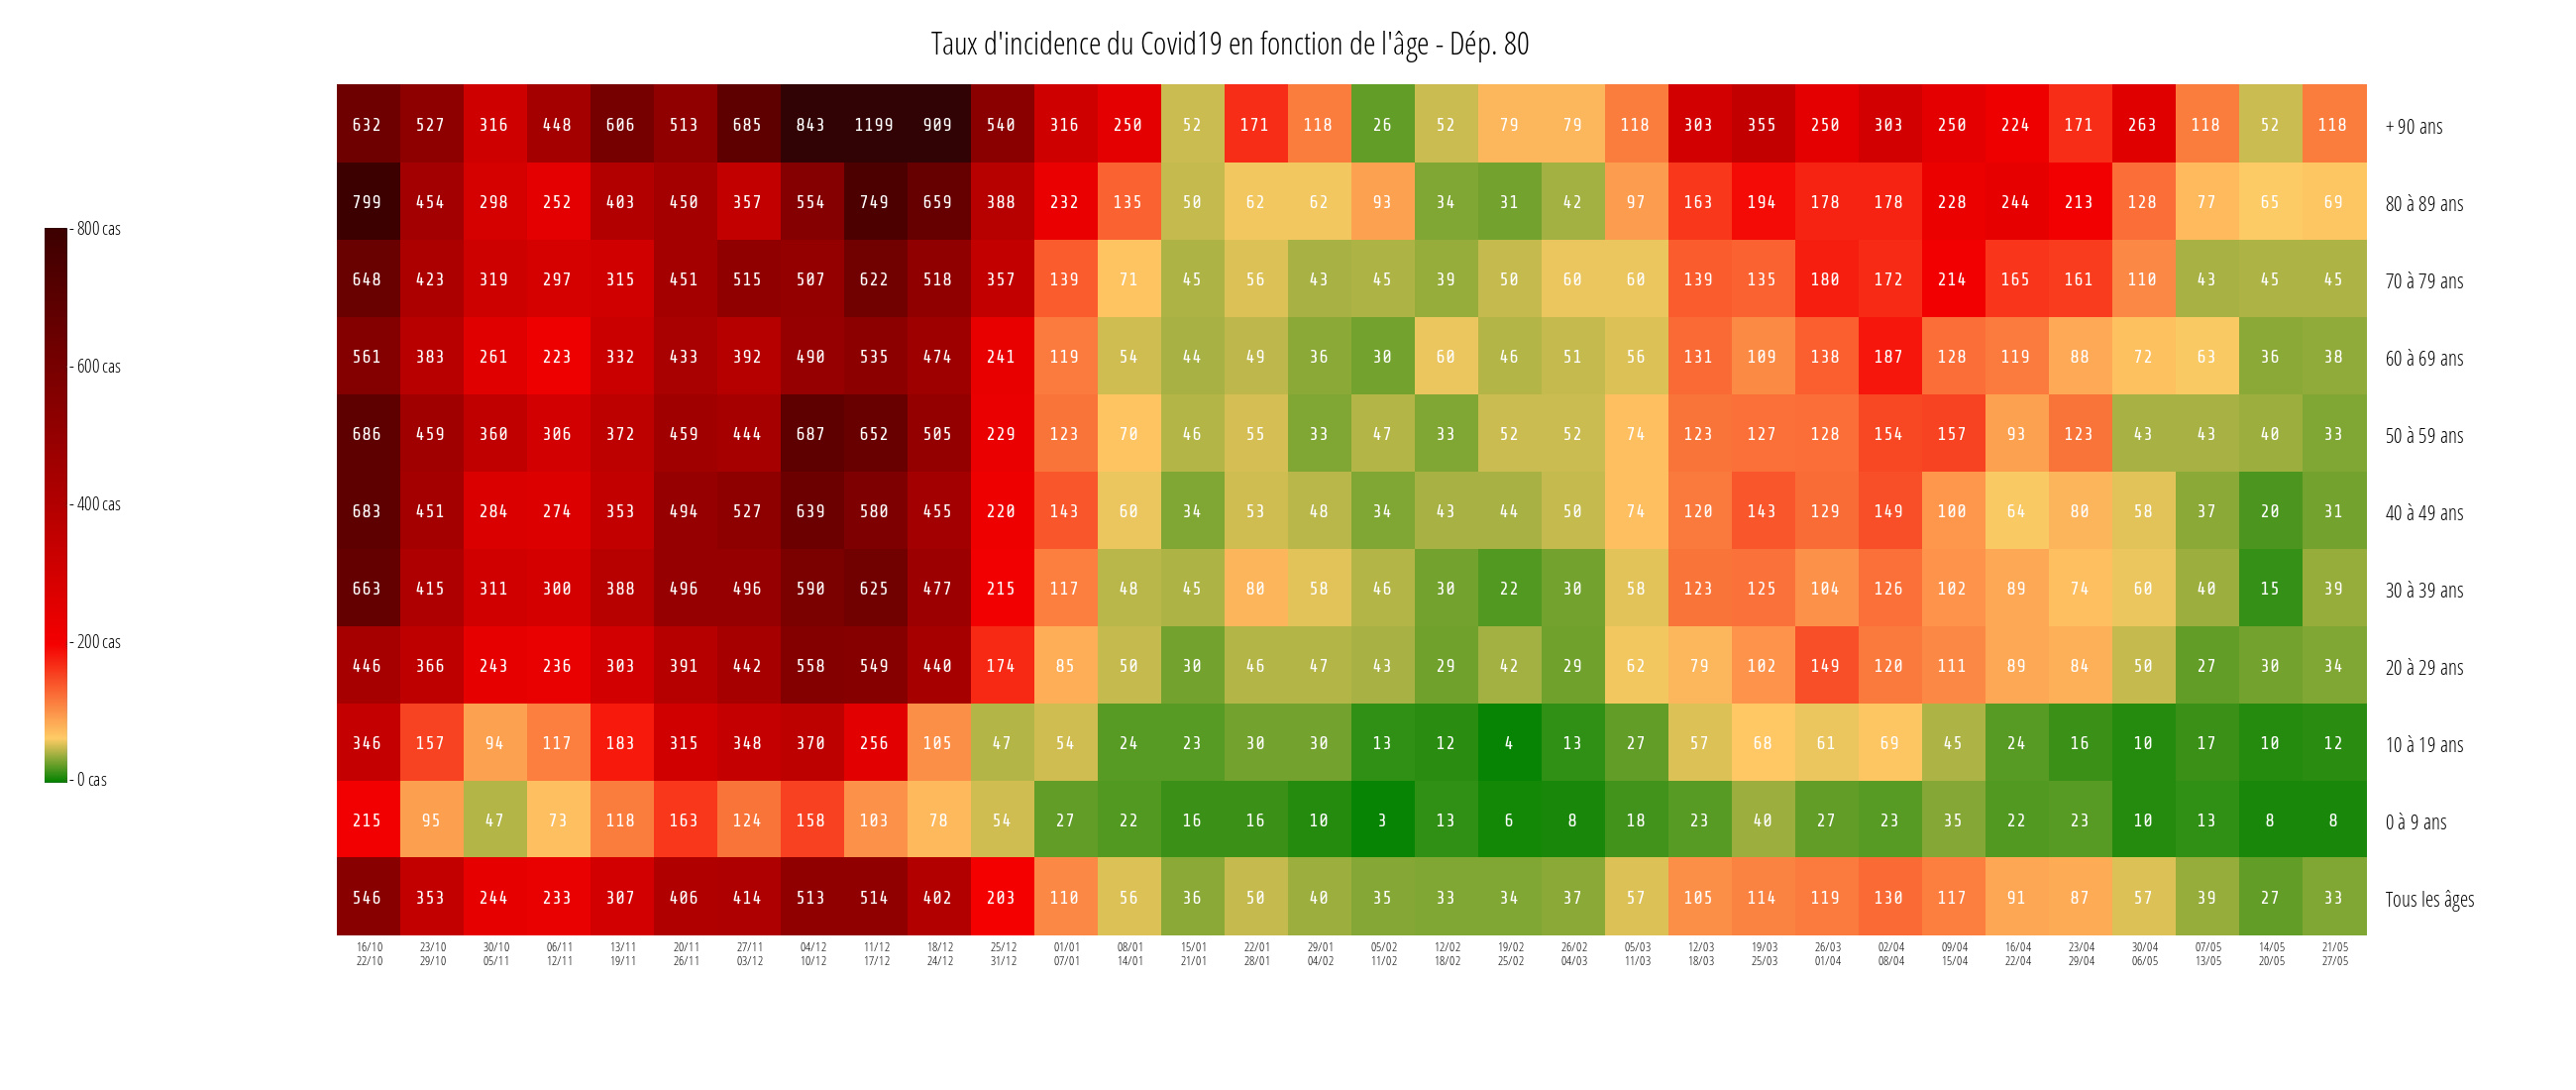 Taux d'incidence du Covid19 en fonction de l'âge - Dép. 80
632 527 316 448 606 513 685 843 1199 909 540 316 250 52 171 118 26 52 79 79 118 303 355 250 303 250 224 171 263 118 52 118 + 90 ans
799 454 298 252 403 450 357 554 749 659 388 232 135 50 62 62 93 34 31 42 97 163 194 178 178 228 244 213 128 77 65 69 80 à 89 ans
648 423 319 297 315 451 515 507 622 518 357 139 71 45 56 43 45 39 50 60 60 139 135 180 172 214 165 161 110 43 45 45 70 à 79 ans
561 383 261 223 332 433 392 490 535 474 241 119 54 44 49 36 30 60 46 51 56 131 109 138 187 128 119 88 72 63 36 38 60 à 69 ans
686 459 360 306 372 459 444 687 652 505 229 123 70 46 55 33 47 33 52 52 74 123 127 128 154 157 93 123 43 43 40 33 50 à 59 ans
683 451 284 274 353 494 527 639 580 455 220 143 60 34 53 48 34 43 44 50 74 120 143 129 149 100 64 80 58 37 20 31 40 à 49 ans
663 415 311 300 388 496 496 590 625 477 215 117 48 45 80 58 46 30 22 30 58 123 125 104 126 102 89 74 60 40 15 39 30 à 39 ans
446 366 243 236 303 391 442 558 549 440 174 85 50 30 46 47 43 29 42 29 62 79 102 149 120 111 89 84 50 27 30 34 20 à 29 ans
346 157 94 117 183 315 348 370 256 105 47 54 24 23 30 30 13 12 4 13 27 57 68 61 69 45 24 16 10 17 10 12 10 à 19 ans
215 95 47 73 118 163 124 158 103 78 54 27 22 16 16 10 3 13 6 8 18 23 40 27 23 35 22 23 10 13 8 8 0 à 9 ans
546 353 244 233 307 406 414 513 514 402 203 110 56 36 50 40 35 33 34 37 57 105 114 119 130 117 91 87 57 39 27 33 Tous les âges
16/10 23/10 30/10 06/11 13/11 20/11 27/11 04/12 11/12 18/12 25/12 01/01 08/01 15/01 22/01 29/01 05/02 12/02 19/02 26/02 05/03 12/03 19/03 26/03 02/04 09/04 16/04 23/04 30/04 07/05 14/05 21/05
22/10 29/10 05/11 12/11 19/11 26/11 03/12 10/12 17/12 24/12 31/12 07/01 14/01 21/01 28/01 04/02 11/02 18/02 25/02 04/03 11/03 18/03 25/03 01/04 08/04 15/04 22/04 29/04 06/05 13/05 20/05 27/05
- 800 cas
- 600 cas
- 400 cas
- 200 cas
- 0 cas